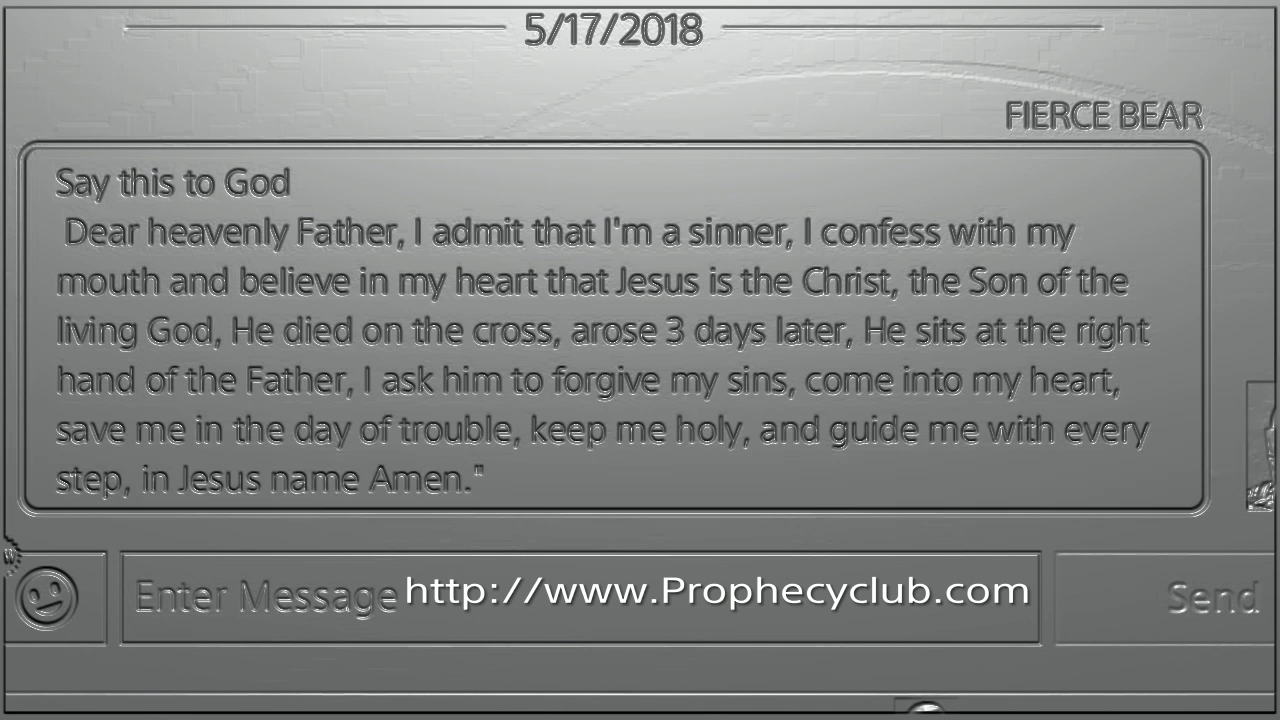 5/17/2018
FIERCE BEAR
Say this to God
Dear heavenly Father, I admit that I'm a sinner, I confess with my
mouth and believe in my heart that Jesus is the Christ, the Son of the
living God, He died on the cross, arose 3 days later, He sits at the right
hand of the Father, I ask him to forgive my sins, come into my heart,
save me in the day of trouble, keep me holy, and guide me with every
step, in Jesus name Amen."
Enter Message http://www.Prophecyclub.com Send